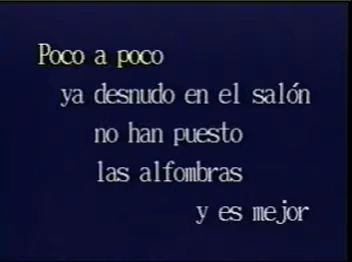 Poco a poco
ya desnudo en el salón
no han puesto
las alfombras
y es mejor